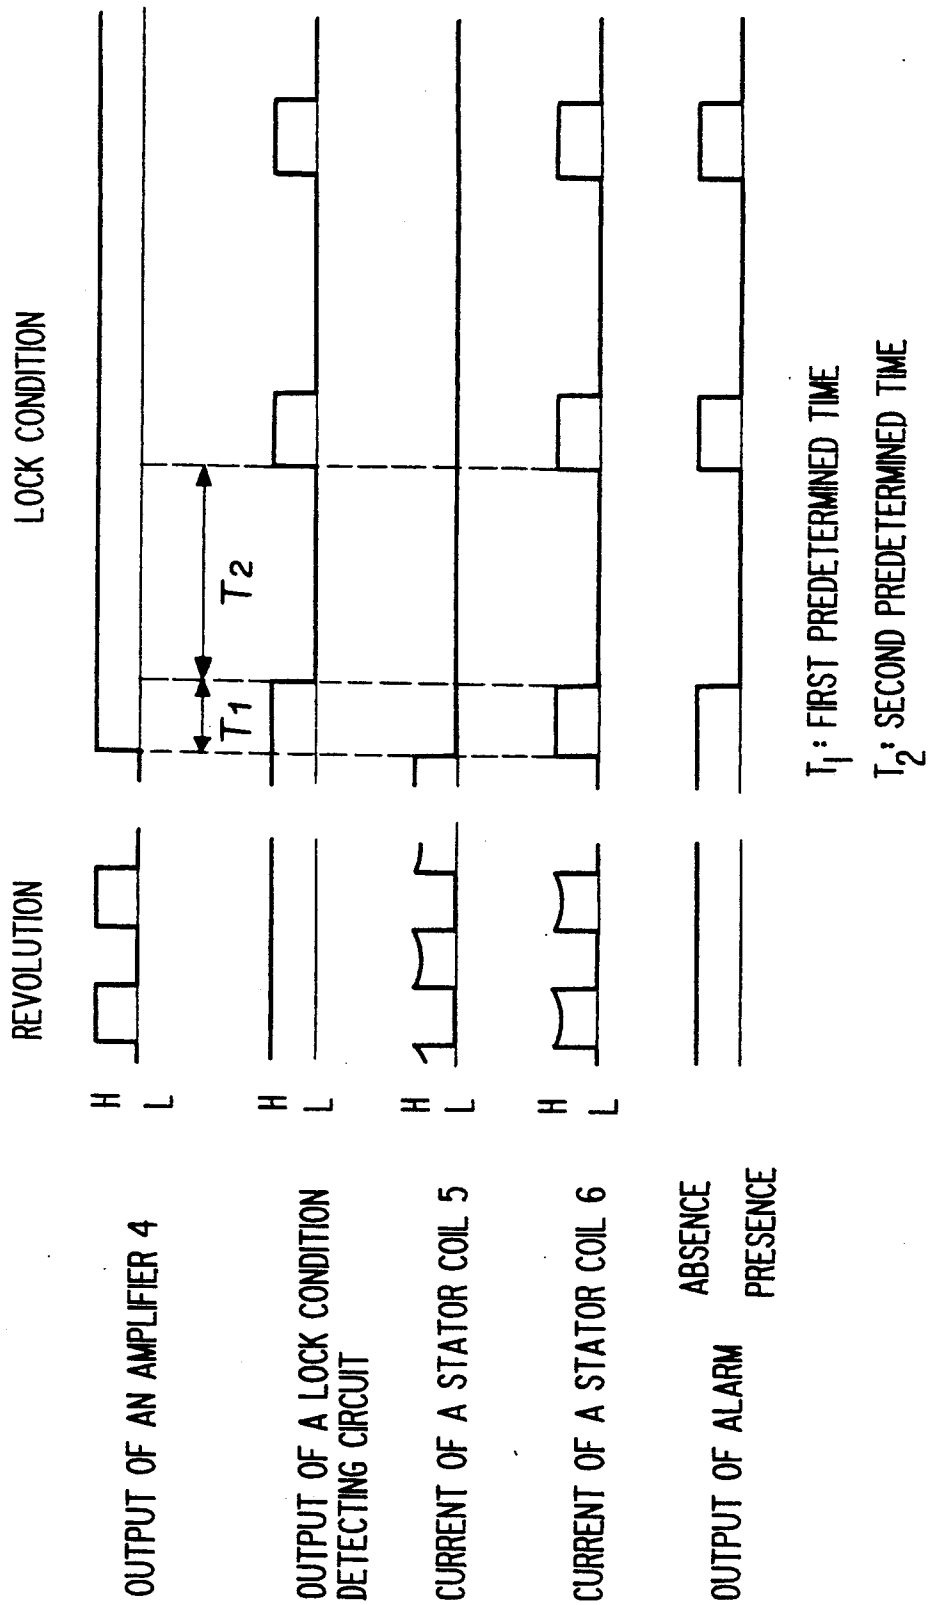 REVOLUTION
LOCK CONDITION
OUTPUT OF AN AMPLIFIER 4
H
L
T1
T2
OUTPUT OF A LOCK CONDITION
DETECTING CIRCUIT
H
L
CURRENT OF A STATOR COIL 5
H
L
CURRENT OF A STATOR COIL 6
H
L
OUTPUT OF ALARM
ABSENCE
PRESENCE
T1: FIRST PREDETERMINED TIME
T2: SECOND PREDETERMINED TIME